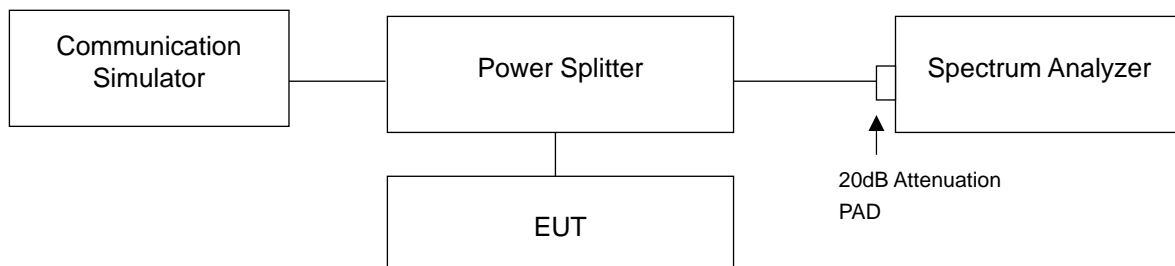 Communication
Simulator
Power Splitter
Spectrum Analyzer
20dB Attenuation
PAD
EUT